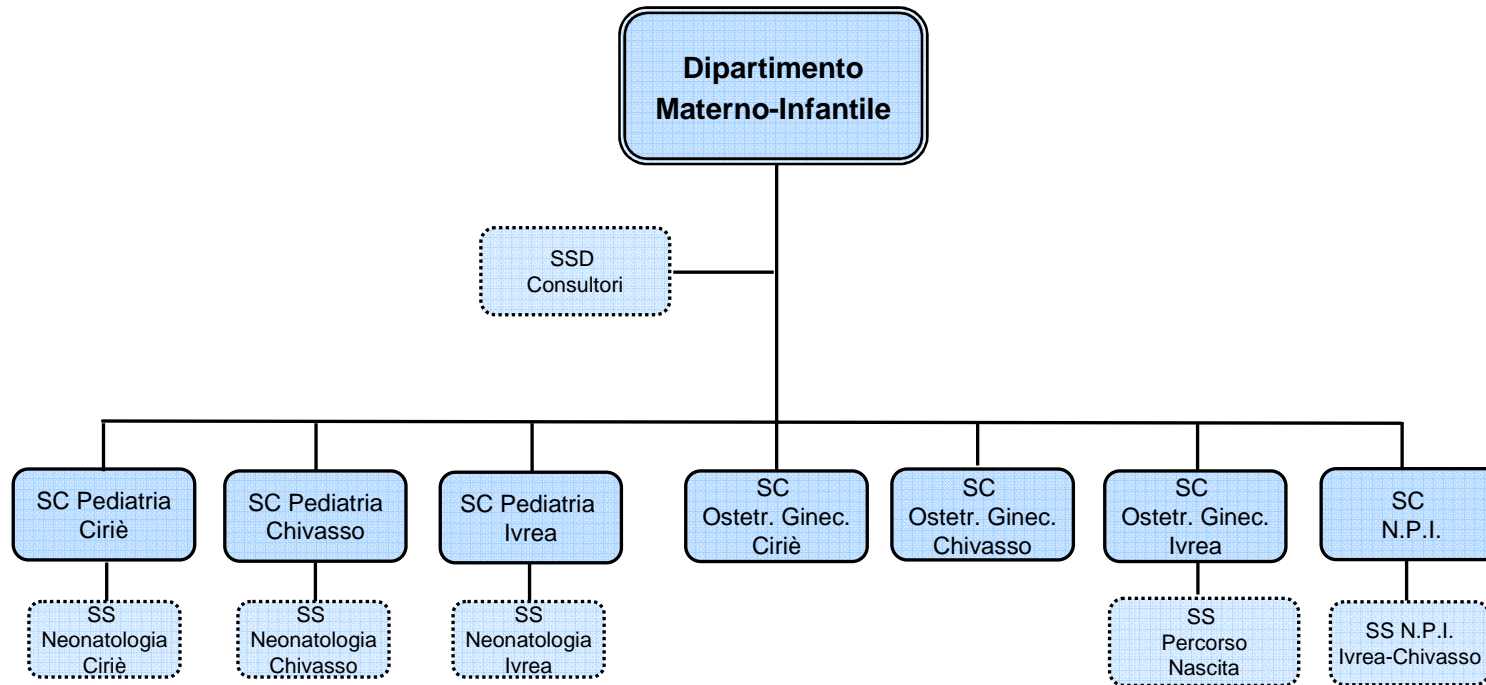 Dipartimento
Materno-Infantile
SSD
Consultori
SC Pediatria
Ciriè
SC Pediatria
Chivasso
SC Pediatria
Ivrea
SC
Ostetr. Ginec.
Ciriè
SC
Ostetr. Ginec.
Chivasso
SC
Ostetr. Ginec.
Ivrea
SC
N.P.I.
SS
Neonatologia
Ciriè
SS
Neonatologia
Chivasso
SS
Neonatologia
Ivrea
SS
Percorso
Nascita
SS N.P.I.
Ivrea-Chivasso